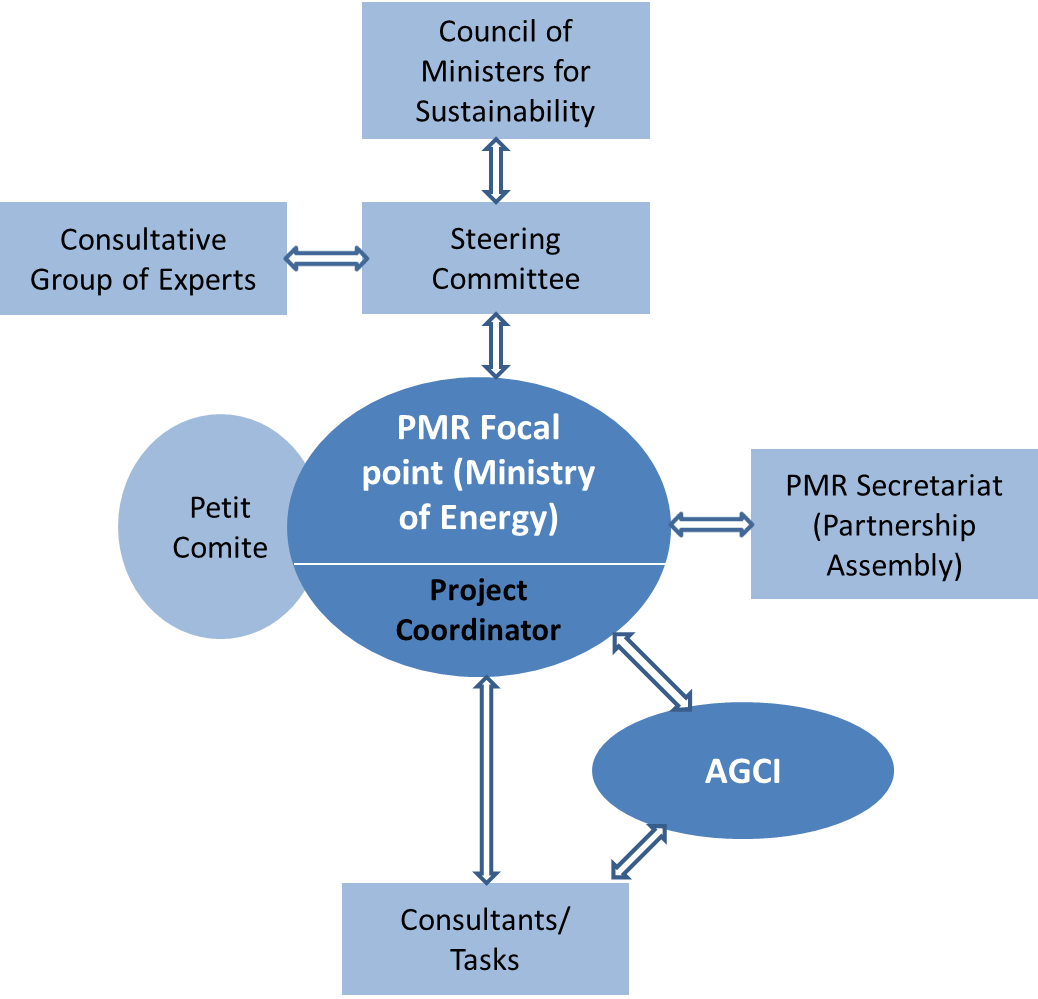 Council of
Ministers for
Sustainability
Consultative
Group of Experts
Steering
Committee
PMR Focal
point (Ministry
of Energy)
Petit
Comite
PMR Secretariat
(Partnership
Assembly)
Project
Coordinator
AGCI
Consultants/
Tasks